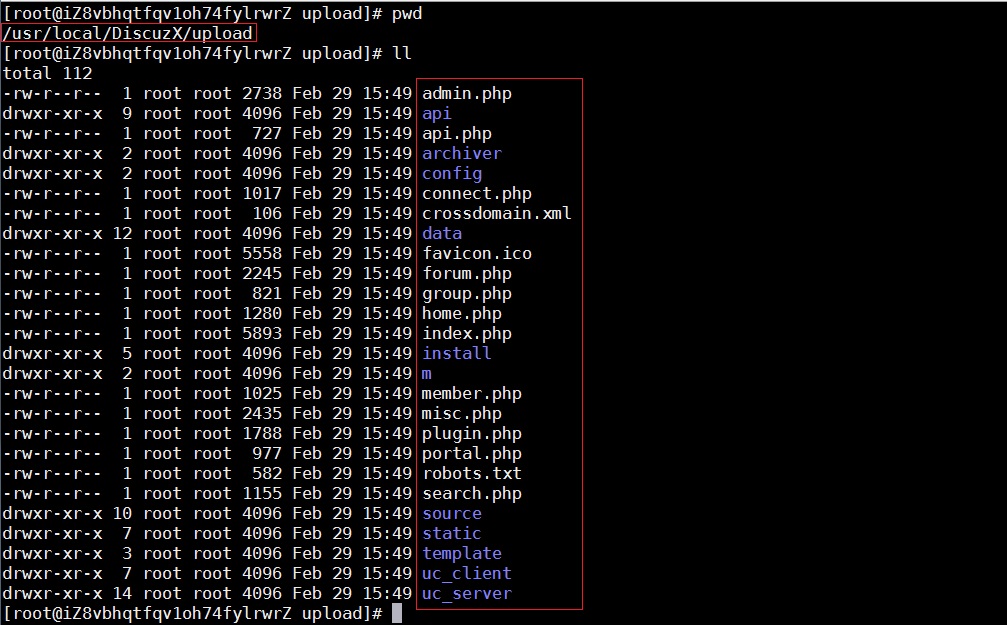 [root@iZ8vbhqtfqv1oh74fylrwrZ upload]# pwd
/usr/local/DiscuzX/upload
[root@iZ8vbhqtfqv1oh74fylrwrZ upload]# ll
total 112
-rw-r--r--  1 root root 2738 Feb 29 15:49 admin.php
drwxr-xr-x  9 root root 4096 Feb 29 15:49 api
-rw-r--r--  1 root root  727 Feb 29 15:49 api.php
drwxr-xr-x  2 root root 4096 Feb 29 15:49 archiver
drwxr-xr-x  2 root root 4096 Feb 29 15:49 config
-rw-r--r--  1 root root 1017 Feb 29 15:49 connect.php
-rw-r--r--  1 root root  106 Feb 29 15:49 crossdomain.xml
drwxr-xr-x 12 root root 4096 Feb 29 15:49 data
-rw-r--r--  1 root root 5558 Feb 29 15:49 favicon.ico
-rw-r--r--  1 root root 2245 Feb 29 15:49 forum.php
-rw-r--r--  1 root root  821 Feb 29 15:49 group.php
-rw-r--r--  1 root root 1280 Feb 29 15:49 home.php
-rw-r--r--  1 root root 5893 Feb 29 15:49 index.php
drwxr-xr-x  5 root root 4096 Feb 29 15:49 install
drwxr-xr-x  2 root root 4096 Feb 29 15:49 m
-rw-r--r--  1 root root 1025 Feb 29 15:49 member.php
-rw-r--r--  1 root root 2435 Feb 29 15:49 misc.php
-rw-r--r--  1 root root 1788 Feb 29 15:49 plugin.php
-rw-r--r--  1 root root  977 Feb 29 15:49 portal.php
-rw-r--r--  1 root root  582 Feb 29 15:49 robots.txt
-rw-r--r--  1 root root 1155 Feb 29 15:49 search.php
drwxr-xr-x 10 root root 4096 Feb 29 15:49 source
drwxr-xr-x  7 root root 4096 Feb 29 15:49 static
drwxr-xr-x  3 root root 4096 Feb 29 15:49 template
drwxr-xr-x  7 root root 4096 Feb 29 15:49 uc_client
drwxr-xr-x 14 root root 4096 Feb 29 15:49 uc_server
[root@iZ8vbhqtfqv1oh74fylrwrZ upload]#